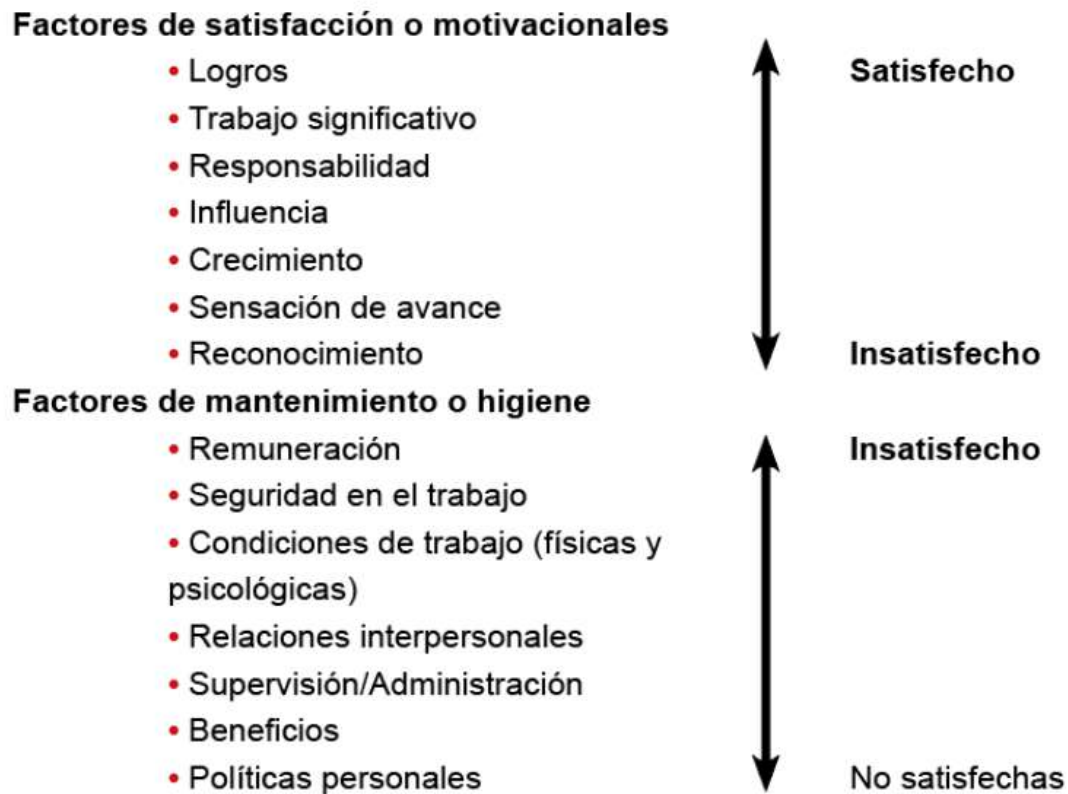 Factores de satisfacción o motivacionales
• Logros
Satisfecho
• Trabajo significativo
• Responsabilidad
• Influencia
• Crecimiento
• Sensación de avance
• Reconocimiento
Insatisfecho
Factores de mantenimiento o higiene
• Remuneración
Insatisfecho
• Seguridad en el trabajo
• Condiciones de trabajo (físicas y
psicológicas)
• Relaciones interpersonales
• Supervisión/Administración
• Beneficios
• Políticas personales
No satisfechas